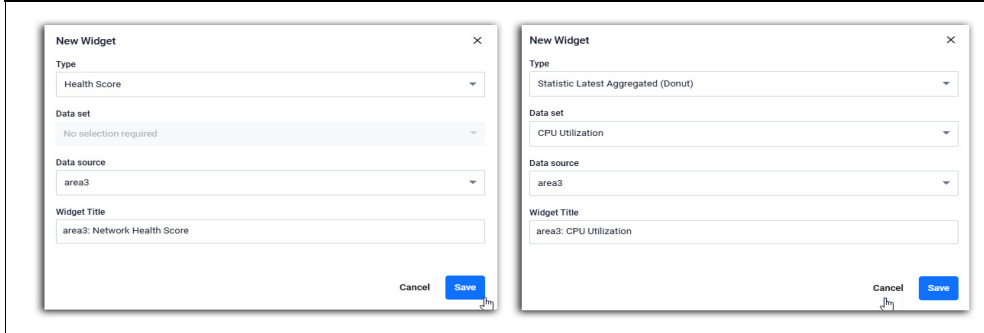 New Widget
Type
Health Score
Data set
No selection required
Data source
area3
Widget Title
area3: Network Health Score
Cancel Save
New Widget
Type
Statistic Latest Aggregated (Donut)
Data set
CPU Utilization
Data source
area3
Widget Title
area3: CPU Utilization
Cancel Save